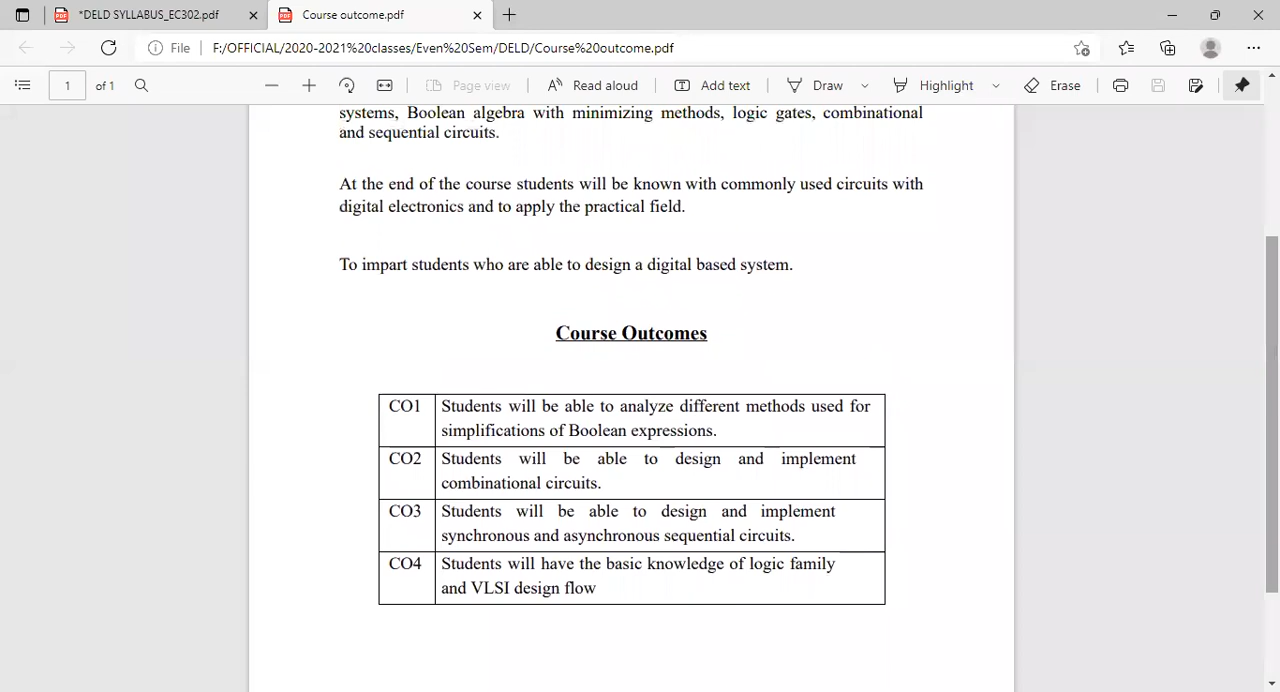 *DELD SYLLABUS_EC302.pdf
Course outcome.pdf
File
F:/OFFICIAL/2020-2021%20classes/Even%20Sem/DELD/Course%20outcome.pdf
1 of 1
Page view
Read aloud
Add text
Draw
Highlight
Erase
systems, Boolean algebra with minimizing methods, logic gates, combinational
and sequential circuits.
At the end of the course students will be known with commonly used circuits with
digital electronics and to apply the practical field.
To impart students who are able to design a digital based system.
Course Outcomes
CO1 Students will be able to analyze different methods used for
simplifications of Boolean expressions.
CO2 Students will be able to design and implement
combinational circuits.
CO3 Students will be able to design and implement
synchronous and asynchronous sequential circuits.
CO4 Students will have the basic knowledge of logic family
and VLSI design flow